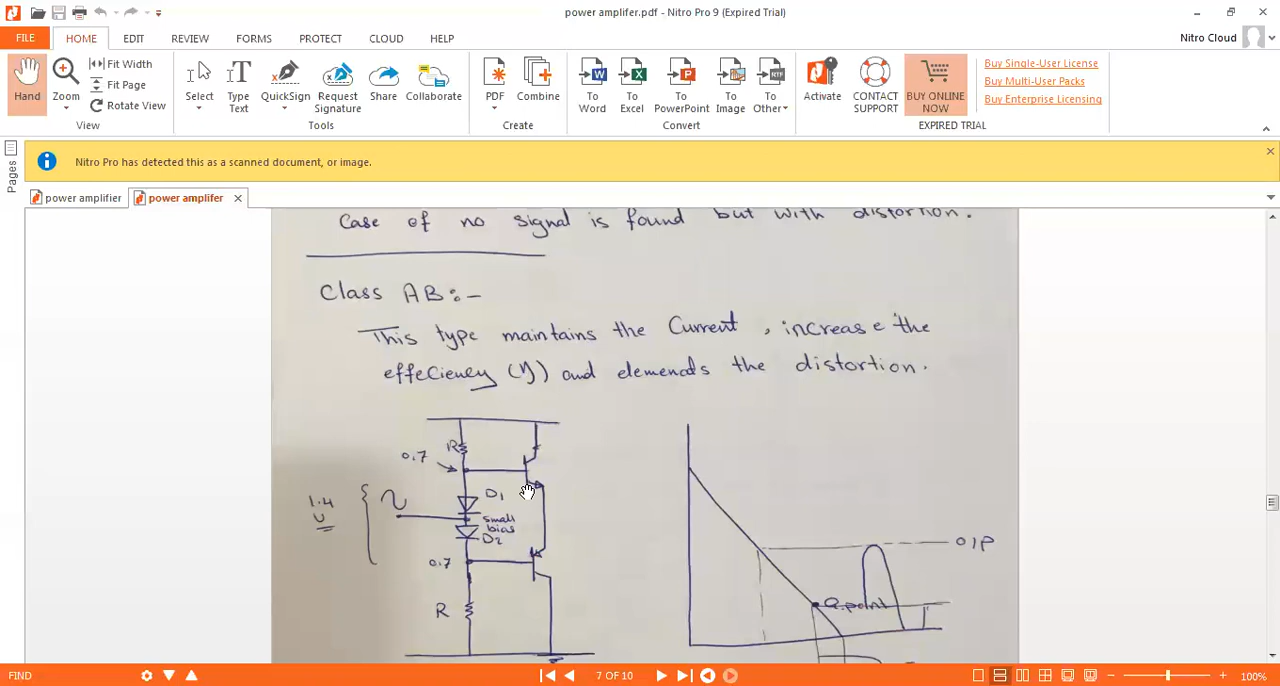 power amplifer.pdf - Nitro Pro 9 (Expired Trial)
FILE HOME EDIT REVIEW FORMS PROTECT CLOUD HELP Nitro Cloud
Hand
Zoom
Fit Width
Fit Page
Rotate View
View
Select
Type Text
QuickSign
Request Signature
Share
Collaborate
Tools
PDF
Combine
Create
To Word
To Excel
To PowerPoint
To Image
To Other
Convert
Activate
CONTACT SUPPORT
BUY ONLINE NOW
Buy Single-User License
Buy Multi-User Packs
Buy Enterprise Licensing
EXPIRED TRIAL
Pages
Nitro Pro has detected this as a scanned document, or image.
power amplifier power amplifer
Case of no signal is found but with distortion.
Class AB:-
This type maintains the Current, increase the
effeciency (η) and elemenads the distortion.
R
0.7
D1
1.4
V
small
bias
D2
0.7
R
O/P
Q.point
FIND 7 OF 10 100%